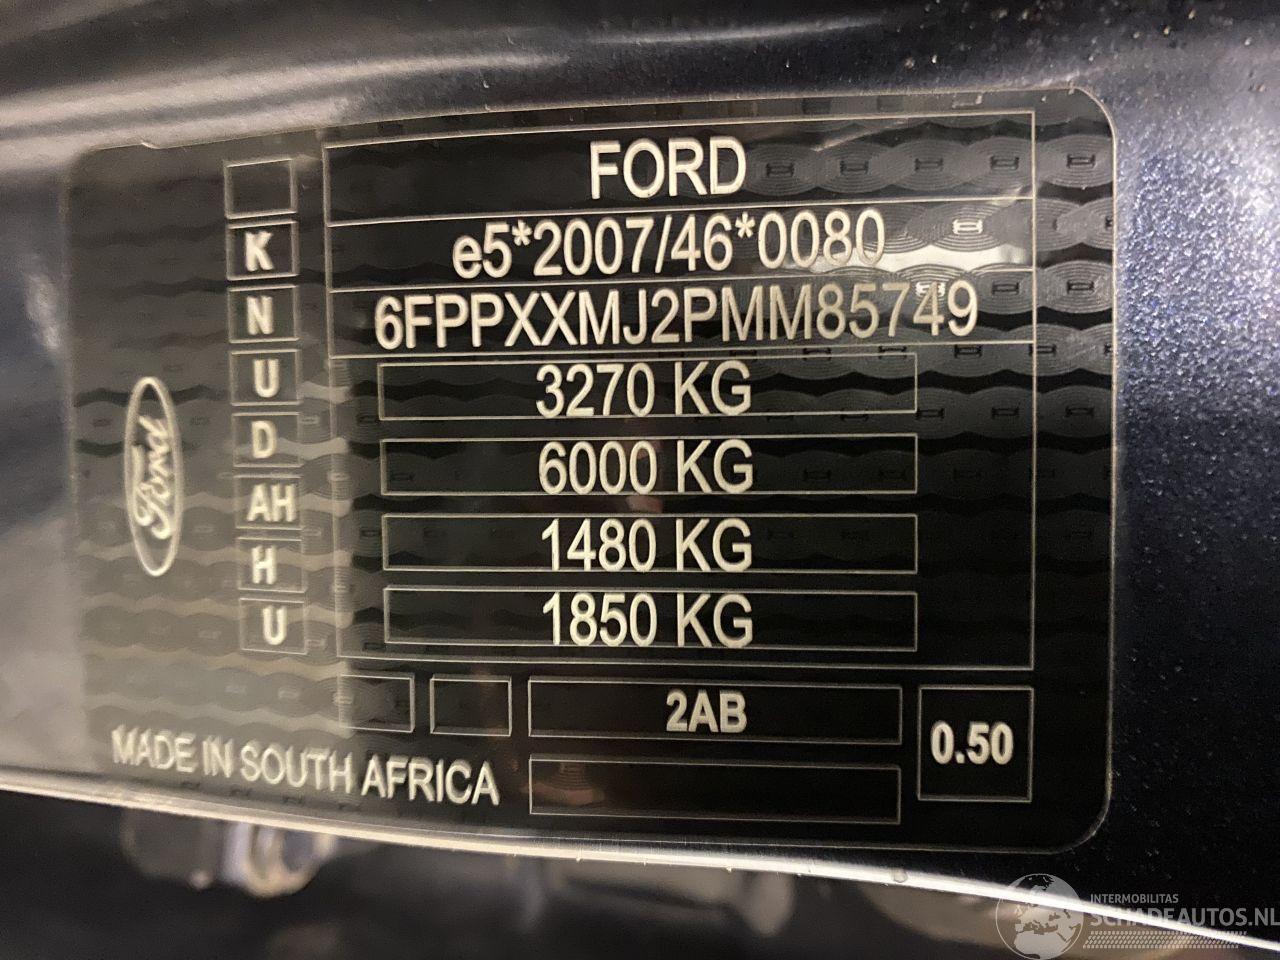 FORD
K e5*2007/46*0080
N 6FPPXXMJ2PMM85749
U 3270 KG
D 6000 KG
AH 1480 KG
H 1850 KG
U
Ford
2AB
0.50
MADE IN SOUTH AFRICA
INTERMOBILITAS
SCHADEAUTOS.NL